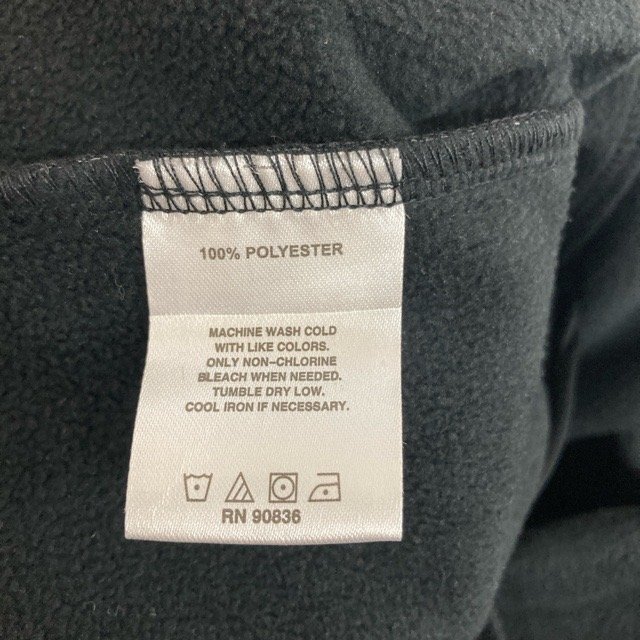 100% POLYESTER
MACHINE WASH COLD
WITH LIKE COLORS.
ONLY NON-CHLORINE
BLEACH WHEN NEEDED.
TUMBLE DRY LOW,
COOL IRON IF NECESSARY.
RN 90836